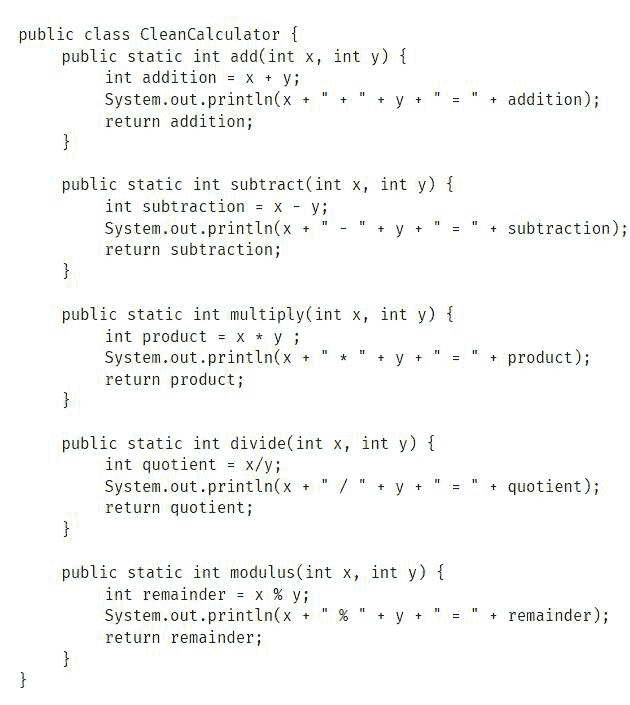 public class CleanCalculator {
public static int add(int x, int y) {
int addition = x + y;
System.out.println(x + " + " + y + " = " + addition);
return addition;
}
public static int subtract(int x, int y) {
int subtraction = x - y;
System.out.println(x + " - " + y + " = " + subtraction);
return subtraction;
}
public static int multiply(int x, int y) {
int product = x * y ;
System.out.println(x + " * " + y + " = " + product);
return product;
}
public static int divide(int x, int y) {
int quotient = x/y;
System.out.println(x + " / " + y + " = " + quotient);
return quotient;
}
public static int modulus(int x, int y) {
int remainder = x % y;
System.out.println(x + " % " + y + " = " + remainder);
return remainder;
}
}